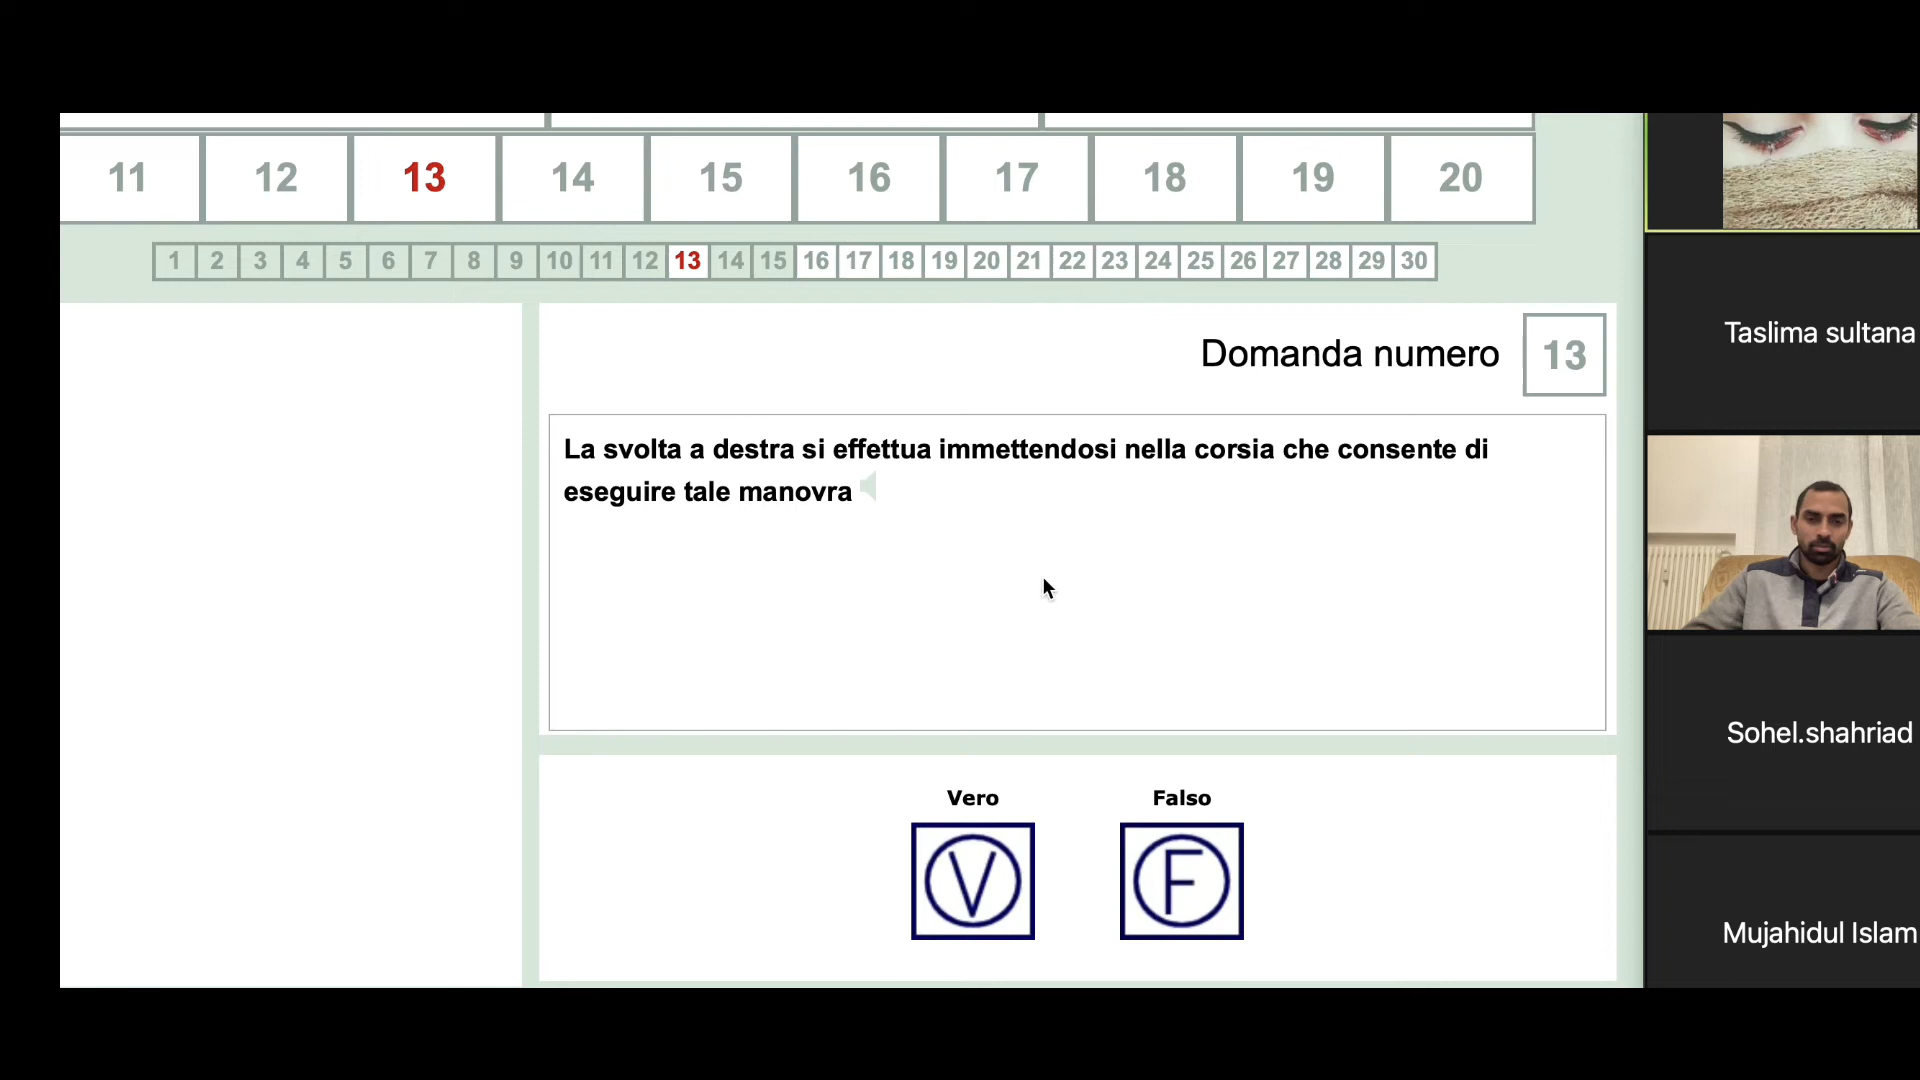 11 12 13 14 15 16 17 18 19 20
1 2 3 4 5 6 7 8 9 10 11 12 13 14 15 16 17 18 19 20 21 22 23 24 25 26 27 28 29 30
Domanda numero 13
La svolta a destra si effettua immettendosi nella corsia che consente di
eseguire tale manovra
Vero Falso
V F
Taslima sultana
Sohel.shahriad
Mujahidul Islam